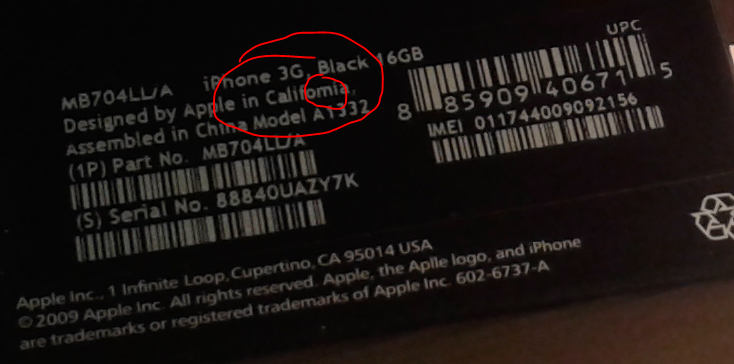 MB704LL/A iPhone 3G, Black 16GB
Designed by Apple in California,
Assembled in China Model A1332
(1P) Part No. MB704LL/A
(S) Serial No. 88840UAZY7K
UPC
8 85909 40671 5
IMEI 011744009092156
Apple Inc., 1 Infinite Loop, Cupertino, CA 95014 USA
© 2009 Apple Inc. All rights reserved. Apple, the Aplle logo, and iPhone
are trademarks or registered trademarks of Apple Inc. 602-6737-A